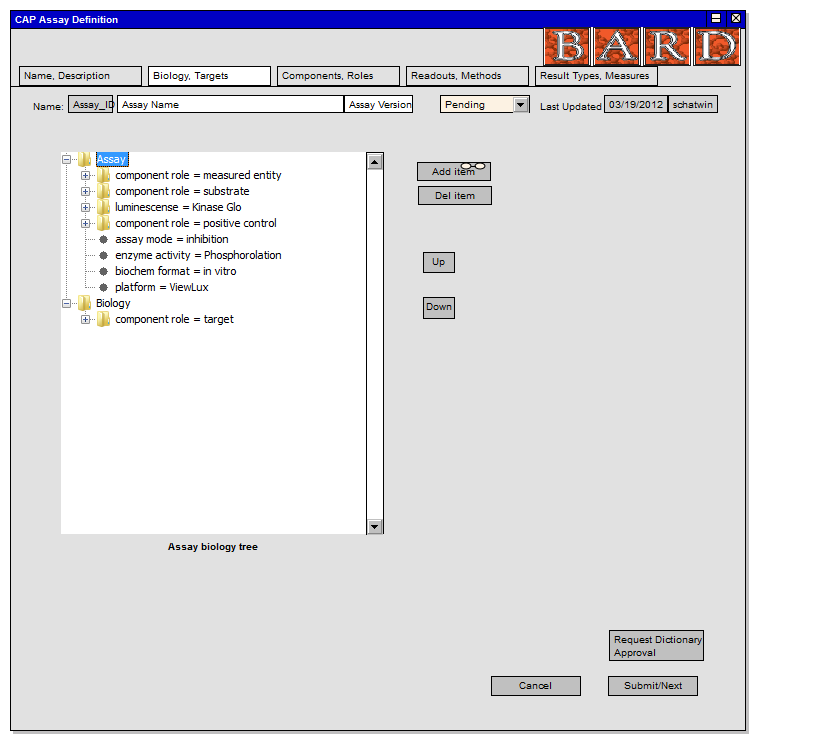 CAP Assay Definition
BARD
Name, Description
Biology, Targets
Components, Roles
Readouts, Methods
Result Types, Measures
Name: Assay_ID Assay Name Assay Version Pending Last Updated 03/19/2012 schatwin
Assay
component role = measured entity
component role = substrate
luminescense = Kinase Glo
component role = positive control
assay mode = inhibition
enzyme activity = Phosphorolation
biochem format = in vitro
platform = ViewLux
Biology
component role = target
Add item
Del item
Up
Down
Assay biology tree
Request Dictionary
Approval
Cancel
Submit/Next